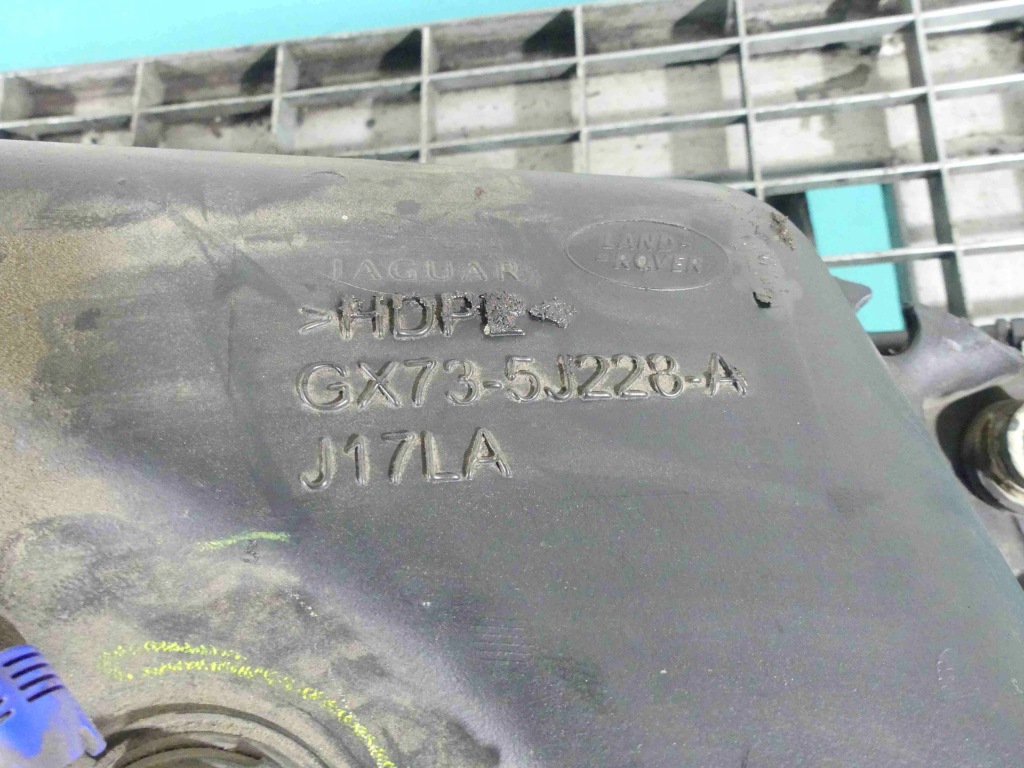 JAGUAR
LAND-
-ROVER
>HDPE<
GX73-5J228-A
J17LA